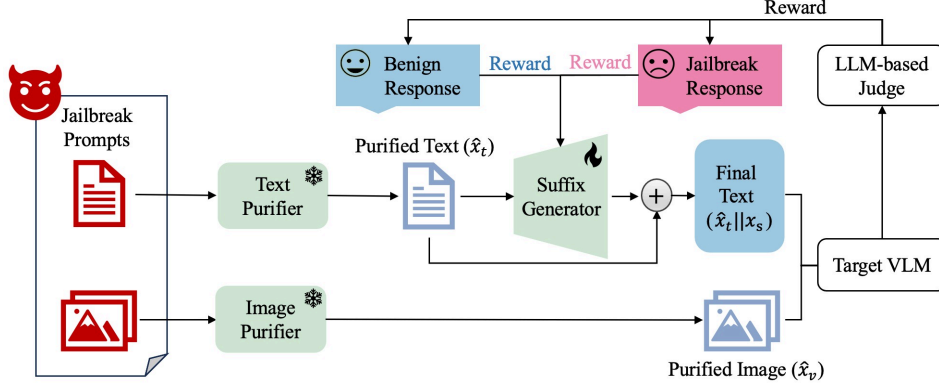 Reward
Benign
Response
Reward
Reward
Jailbreak
Response
LLM-based
Judge
Jailbreak
Prompts
Purified Text (x̂ₜ)
Text
Purifier
Suffix
Generator
+
Final
Text
(x̂ₜ||xₛ)
Target VLM
Image
Purifier
Purified Image (x̂ᵥ)